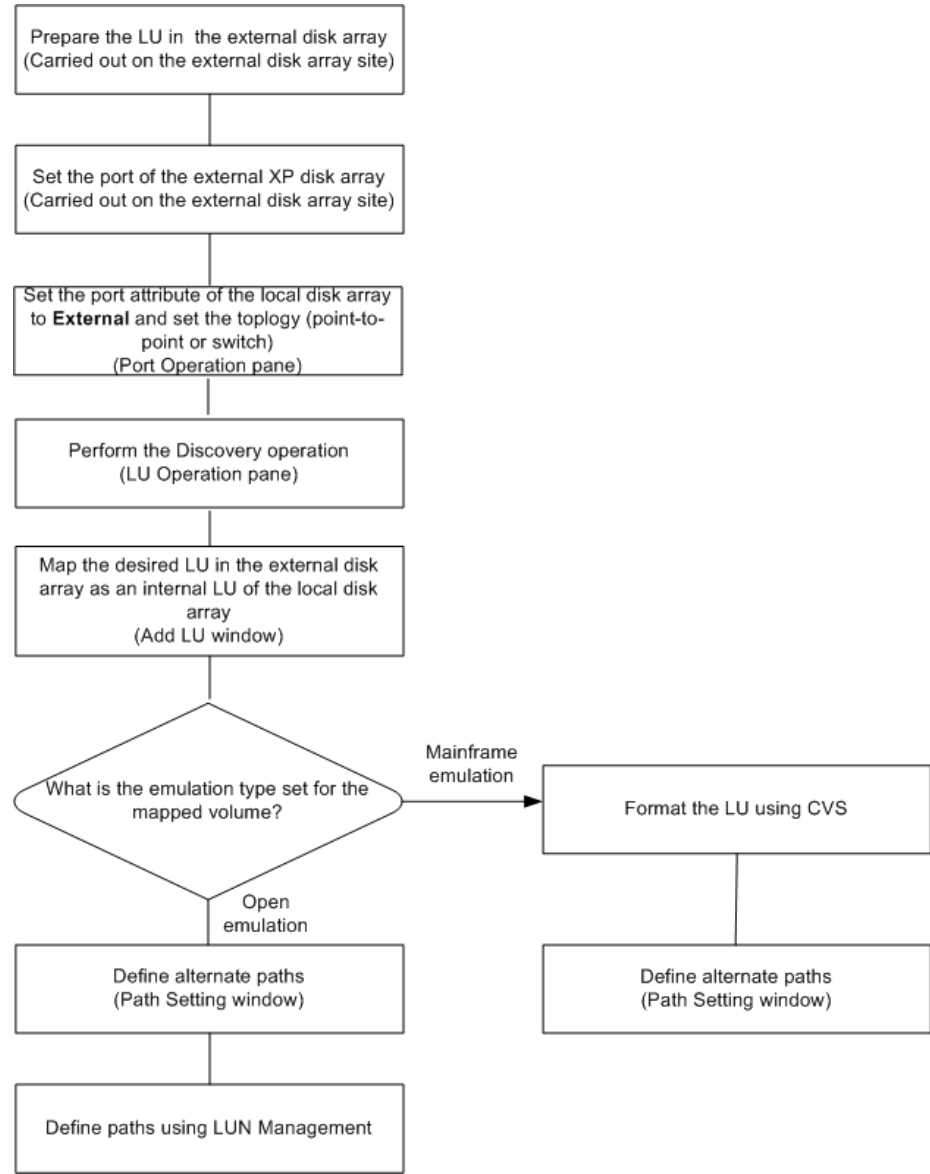 Prepare the LU in the external disk array
(Carried out on the external disk array site)
Set the port of the external XP disk array
(Carried out on the external disk array site)
Set the port attribute of the local disk array
to External and set the toplogy (point-to-
point or switch)
(Port Operation pane)
Perform the Discovery operation
(LU Operation pane)
Map the desired LU in the external disk
array as an internal LU of the local disk
array
(Add LU window)
What is the emulation type set for the
mapped volume?
Mainframe
emulation
Format the LU using CVS
Open
emulation
Define alternate paths
(Path Setting window)
Define alternate paths
(Path Setting window)
Define paths using LUN Management